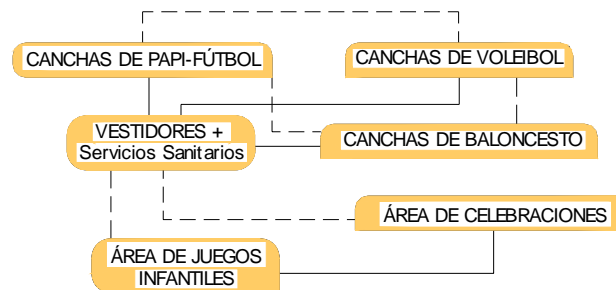 CANCHAS DE PAPI-FÚTBOL
CANCHAS DE VOLEIBOL
VESTIDORES +
Servicios Sanitarios
CANCHAS DE BALONCESTO
ÁREA DE CELEBRACIONES
ÁREA DE JUEGOS
INFANTILES